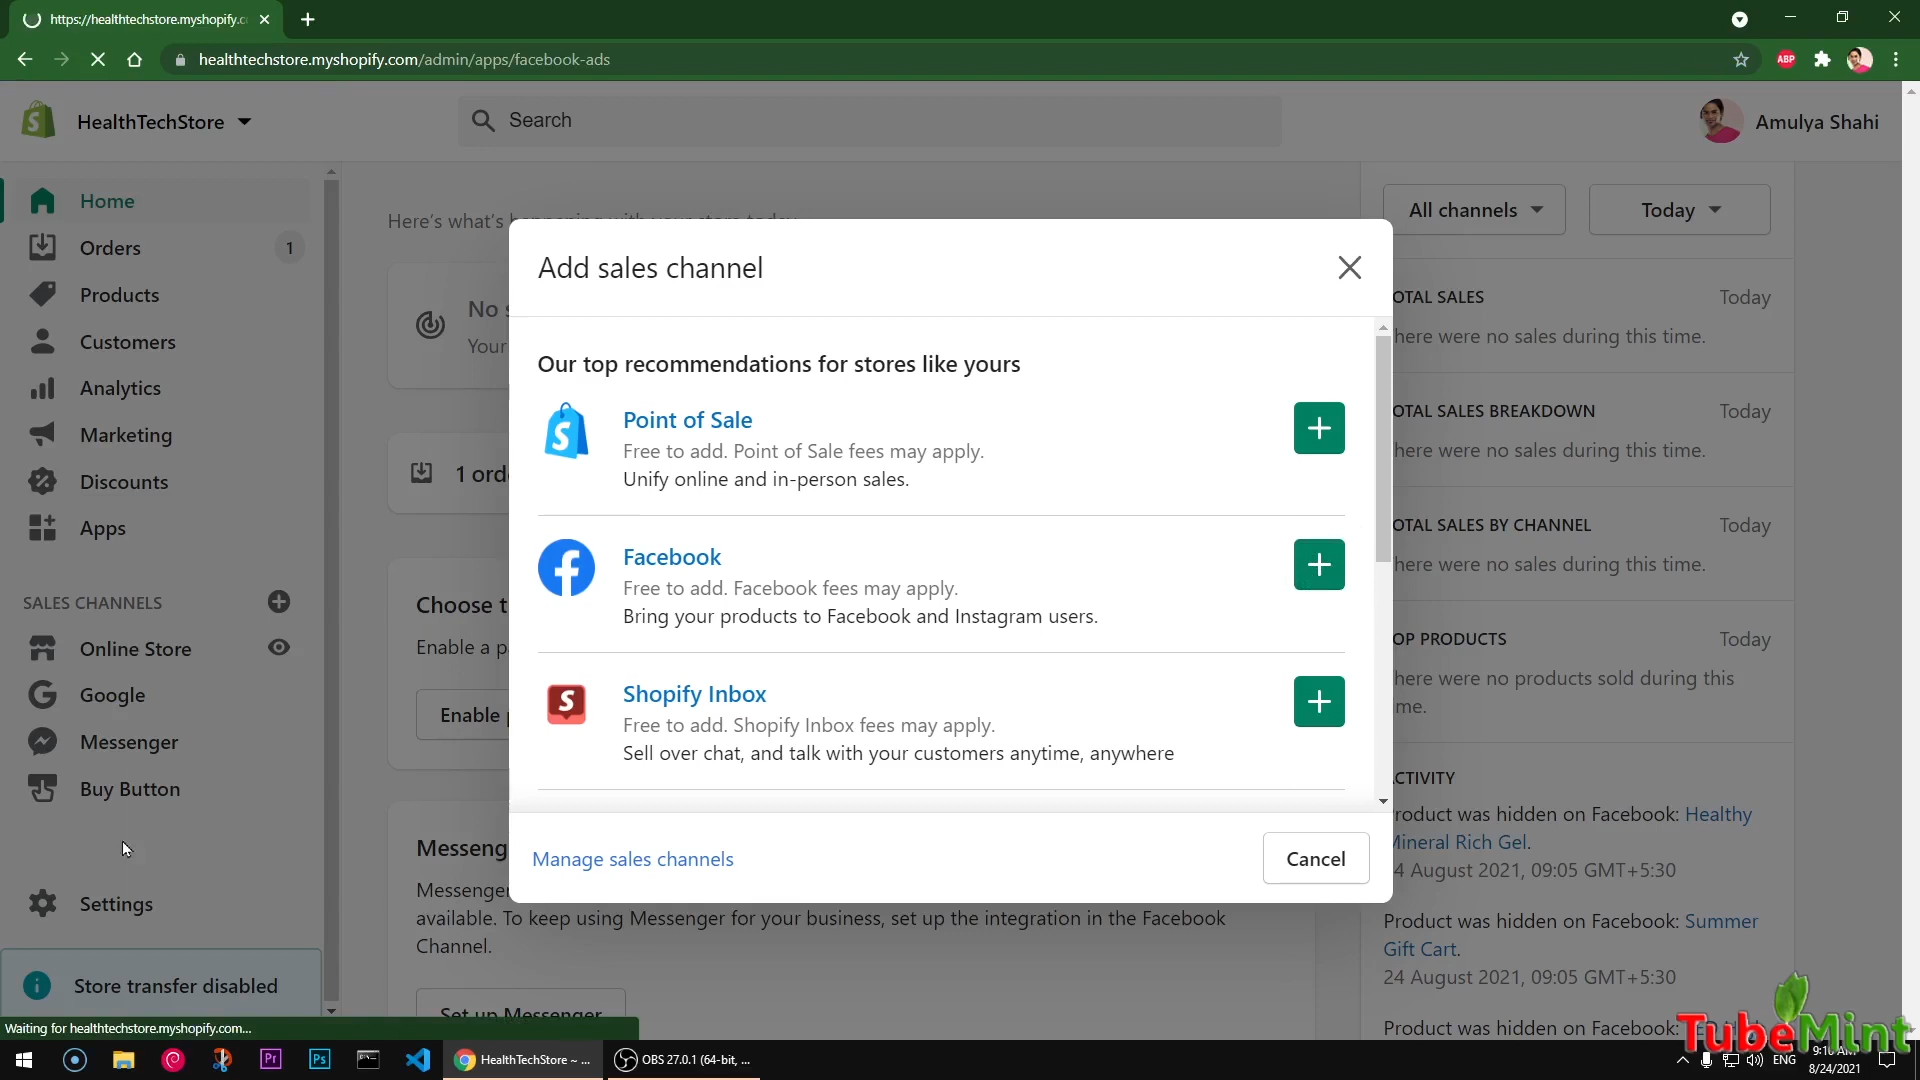 https://healthtechstore.myshopify.c
healthtechstore.myshopify.com/admin/apps/facebook-ads
ABP
HealthTechStore
Search
Amulya Shahi
Home
Orders
1
Products
Customers
Analytics
Marketing
Discounts
Apps
SALES CHANNELS
Online Store
Google
Messenger
Buy Button
Settings
Store transfer disabled
Waiting for healthtechstore.myshopify.com...
Here's what's happening with your store today
No s
Your
1 ord
Choose t
Enable a p
Enable
Messeng
Messenger
available. To keep using Messenger for your business, set up the integration in the Facebook
Channel.
Set up Messenger
Add sales channel
Our top recommendations for stores like yours
Point of Sale
Free to add. Point of Sale fees may apply.
Unify online and in-person sales.
Facebook
Free to add. Facebook fees may apply.
Bring your products to Facebook and Instagram users.
Shopify Inbox
Free to add. Shopify Inbox fees may apply.
Sell over chat, and talk with your customers anytime, anywhere
Manage sales channels
Cancel
All channels
Today
OTAL SALES
Today
here were no sales during this time.
OTAL SALES BREAKDOWN
Today
here were no sales during this time.
OTAL SALES BY CHANNEL
Today
here were no sales during this time.
OP PRODUCTS
Today
here were no products sold during this
me.
CTIVITY
roduct was hidden on Facebook: Healthy
Mineral Rich Gel.
4 August 2021, 09:05 GMT+5:30
Product was hidden on Facebook: Summer
Gift Cart.
24 August 2021, 09:05 GMT+5:30
Product was hidden on Facebook:
TubeMint
Pr
Ps
HealthTechStore ~ ...
OBS 27.0.1 (64-bit, ...
ENG
9:10 AM
8/24/2021